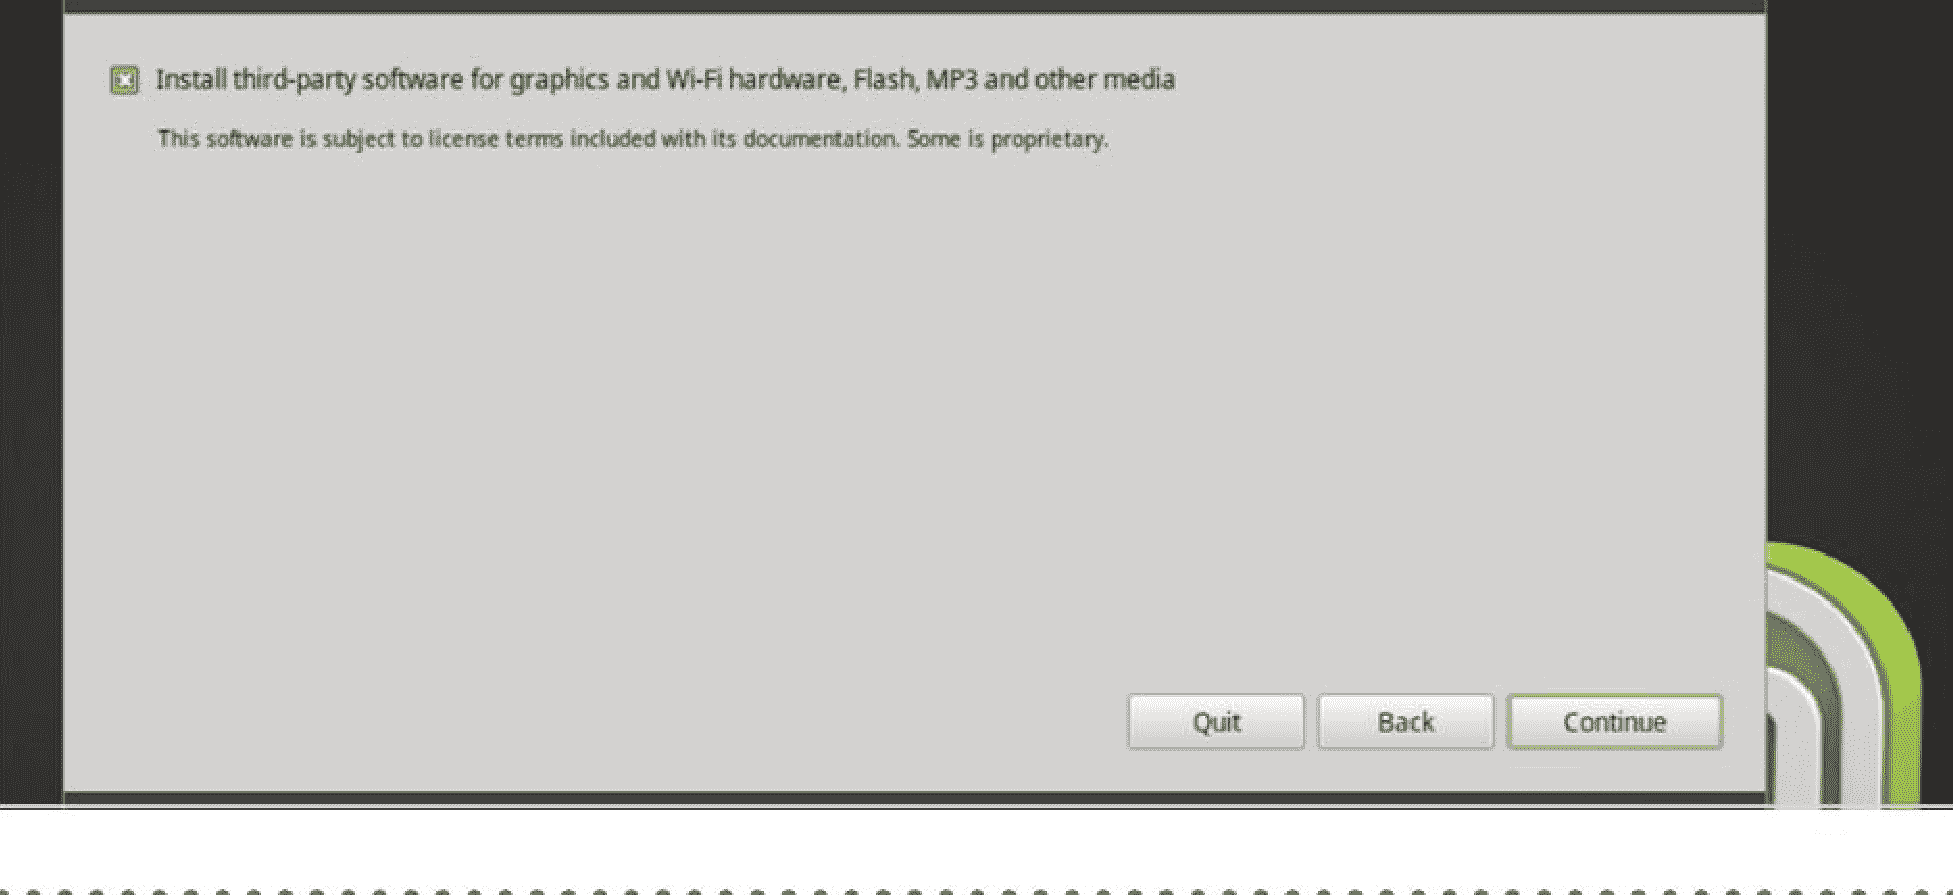 Install third-party software for graphics and Wi-Fi hardware, Flash, MP3 and other media
This software is subject to license terms included with its documentation. Some is proprietary.
Quit
Back
Continue